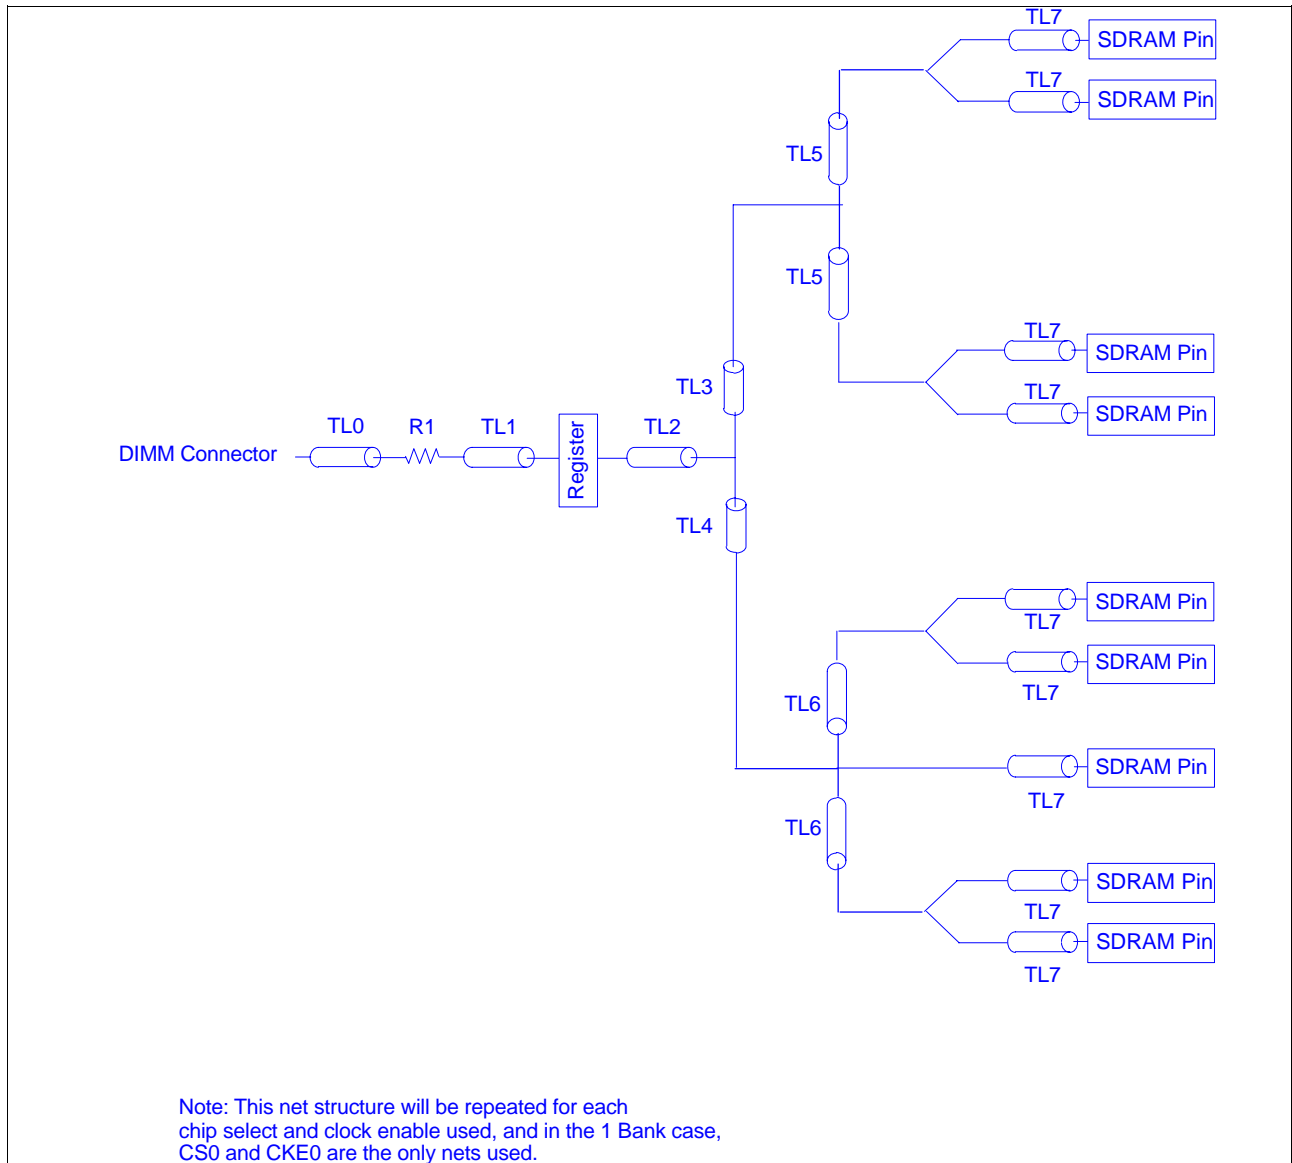 TL7
SDRAM Pin
TL7
SDRAM Pin
TL5
TL5
TL7
SDRAM Pin
TL7
SDRAM Pin
TL3
DIMM Connector
TL0
R1
TL1
Register
TL2
TL4
SDRAM Pin
TL7
SDRAM Pin
TL7
TL6
SDRAM Pin
TL7
TL6
SDRAM Pin
TL7
SDRAM Pin
TL7
Note: This net structure will be repeated for each
chip select and clock enable used, and in the 1 Bank case,
CS0 and CKE0 are the only nets used.